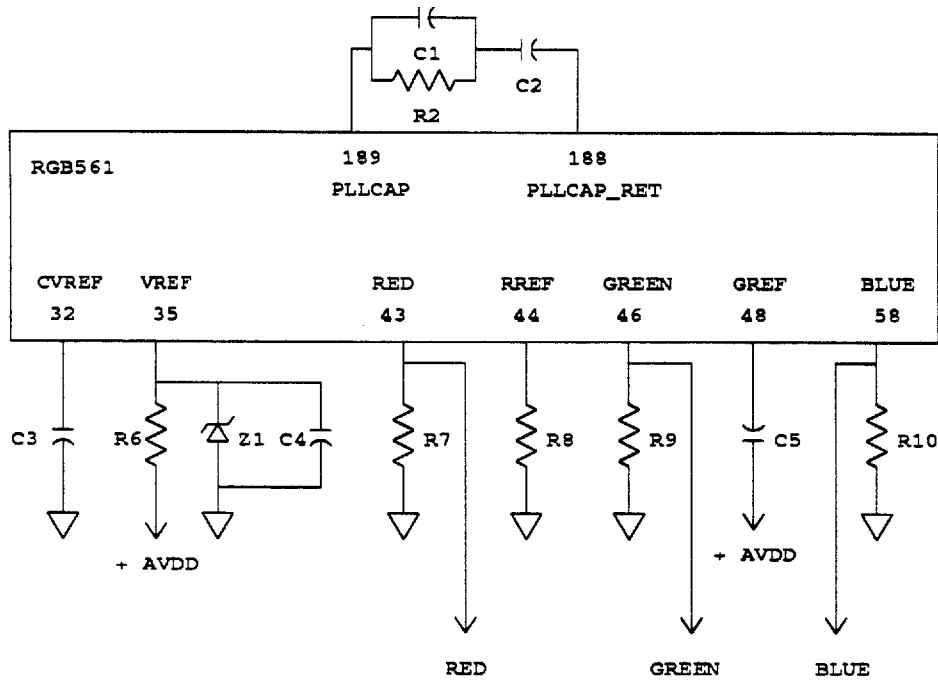 C1
C2
R2
RGB561
189 188
PLLCAP PLLCAP_RET
CVREF VREF RED RREF GREEN GREF BLUE
32 35 43 44 46 48 58
C3 R6 Z1 C4 R7 R8 R9 C5 R10
+ AVDD + AVDD
RED GREEN BLUE